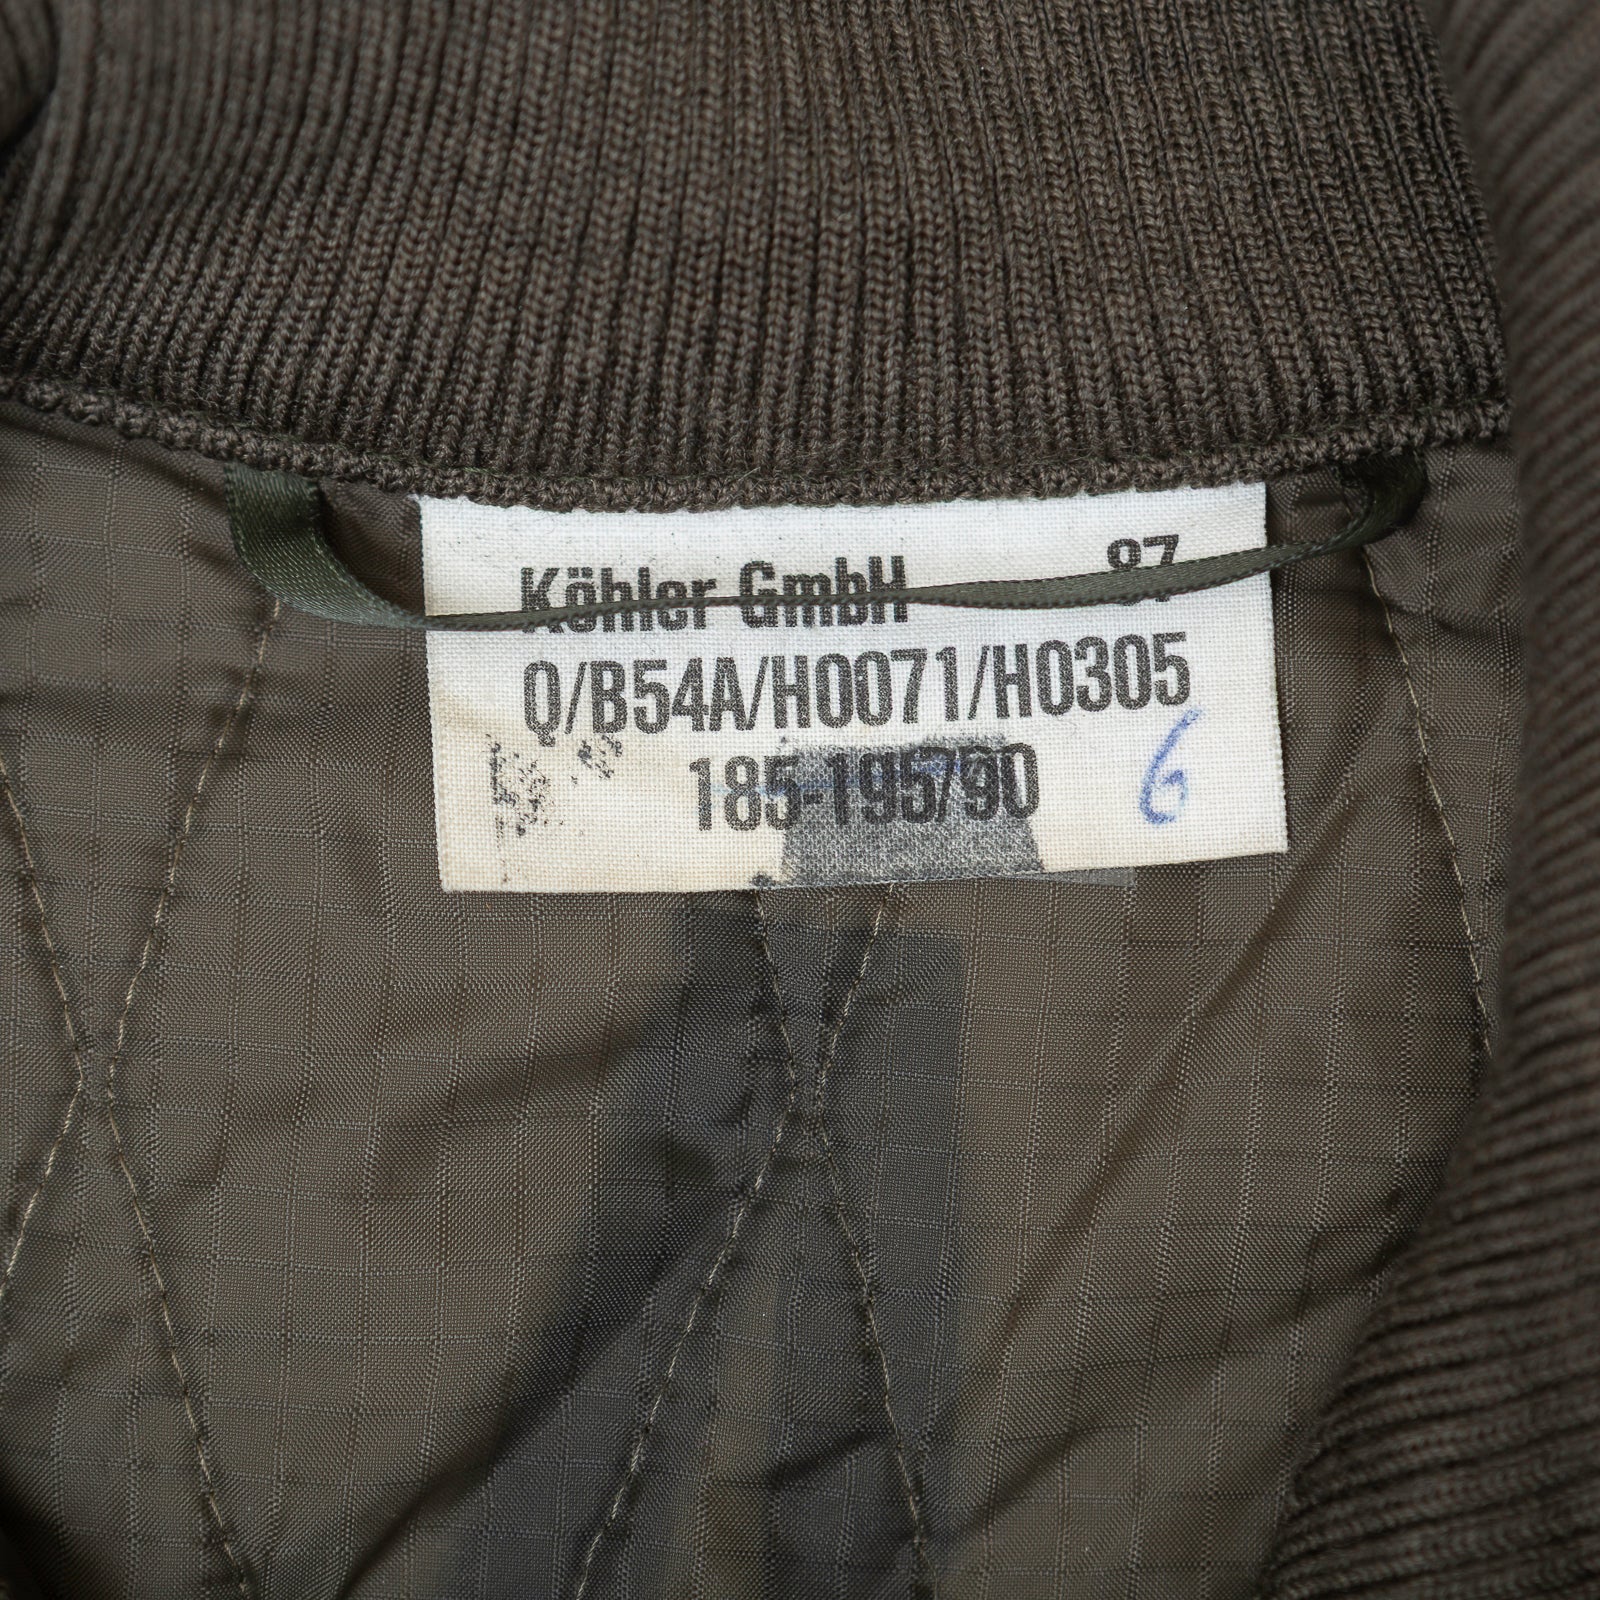 Köhler GmbH 87
Q/B54A/H0071/H0305
185-195/90 6